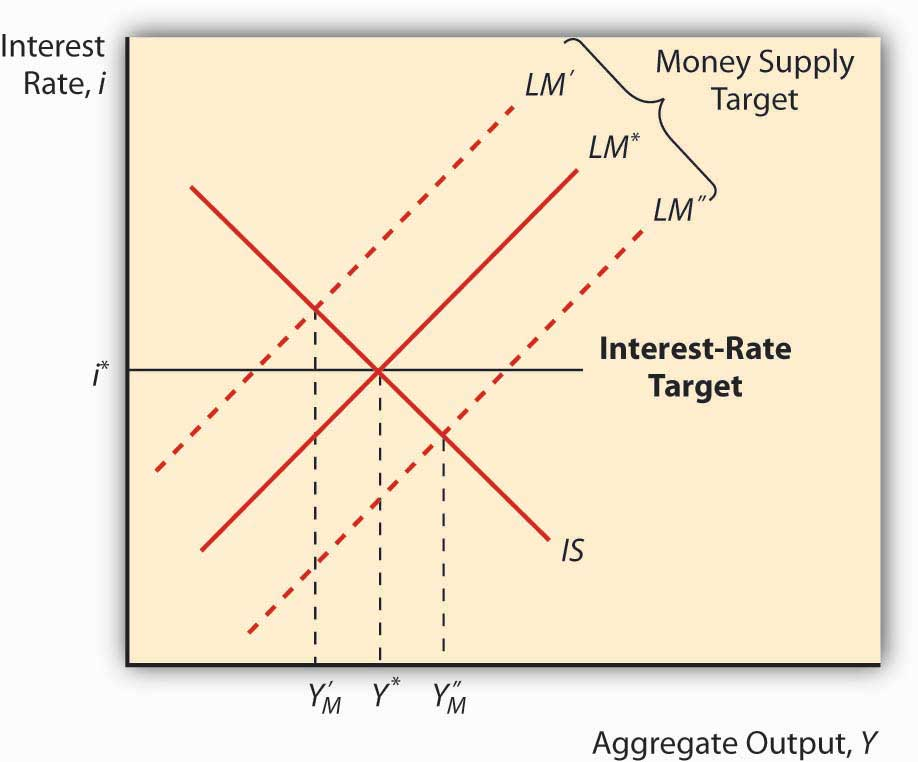 Interest
Rate, i
Money Supply
Target
LM′
LM*
LM″
Interest-Rate
Target
i*
IS
Y′M
Y*
Y″M
Aggregate Output, Y